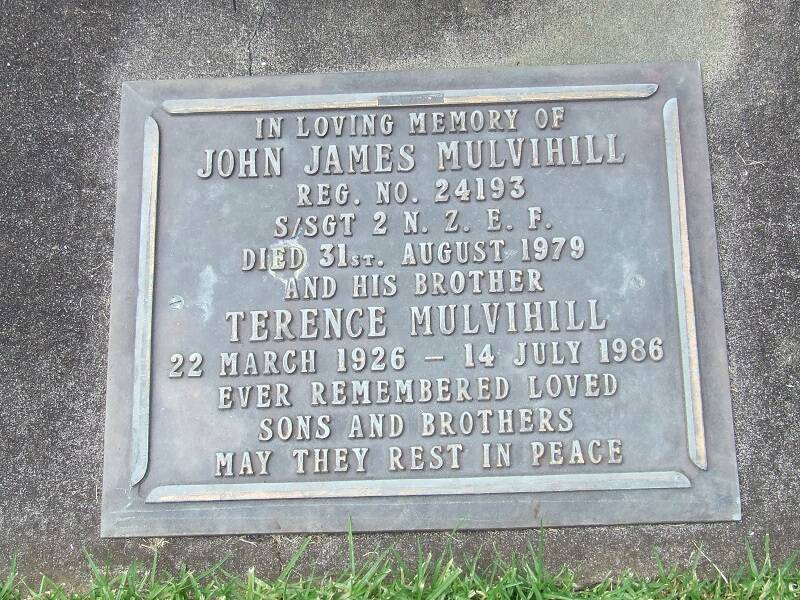 IN LOVING MEMORY OF
JOHN JAMES MULVIHILL
REG. NO. 24193
S/SGT 2 N. Z. E. F.
DIED 31ST. AUGUST 1979
AND HIS BROTHER
TERENCE MULVIHILL
22 MARCH 1926 – 14 JULY 1986
EVER REMEMBERED LOVED
SONS AND BROTHERS
MAY THEY REST IN PEACE